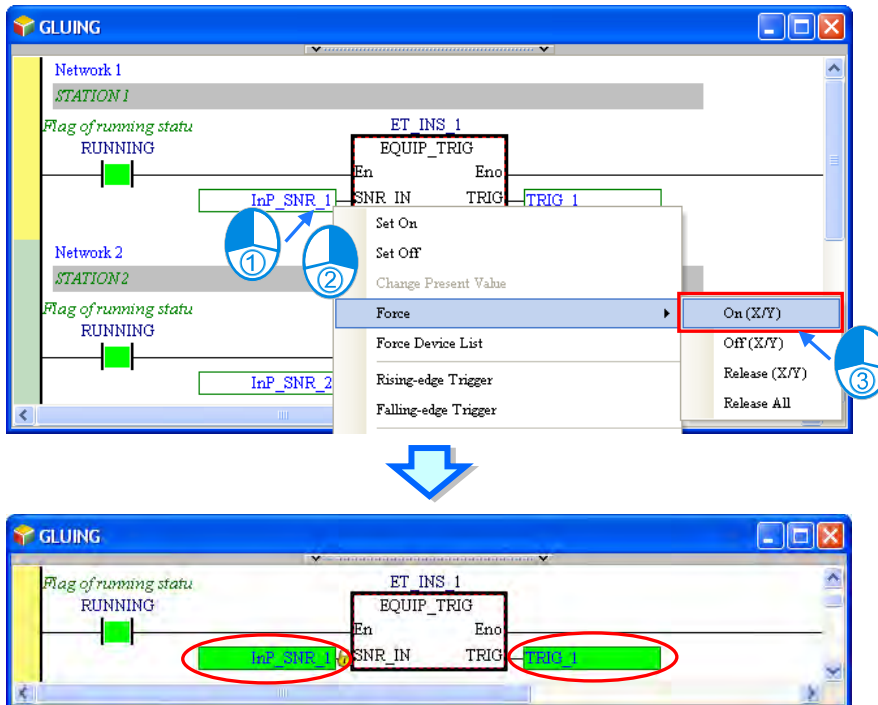 GLUING
Network 1
STATION 1
Flag of running statu
RUNNING
ET_INS_1
EQUIP_TRIG
En Eno
InP_SNR_1 SNR_IN TRIG TRIG_1
Set On
1
2
Set Off
Network 2
STATION 2
Change Present Value
Flag of running statu
RUNNING
Force
On (X/Y)
Force Device List
Off (X/Y)
InP_SNR_2
Rising-edge Trigger
Release (X/Y)
3
Falling-edge Trigger
Release All
GLUING
Flag of running statu
RUNNING
ET_INS_1
EQUIP_TRIG
En Eno
InP_SNR_1 SNR_IN TRIG TRIG_1